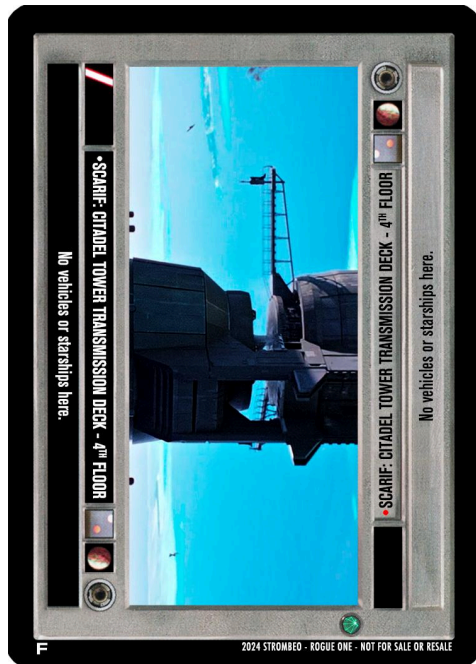 •SCARIF: CITADEL TOWER TRANSMISSION DECK - 4TH FLOOR
No vehicles or starships here.
•SCARIF: CITADEL TOWER TRANSMISSION DECK - 4TH FLOOR
No vehicles or starships here.
F
2024 STROMBEO - ROGUE ONE - NOT FOR SALE OR RESALE